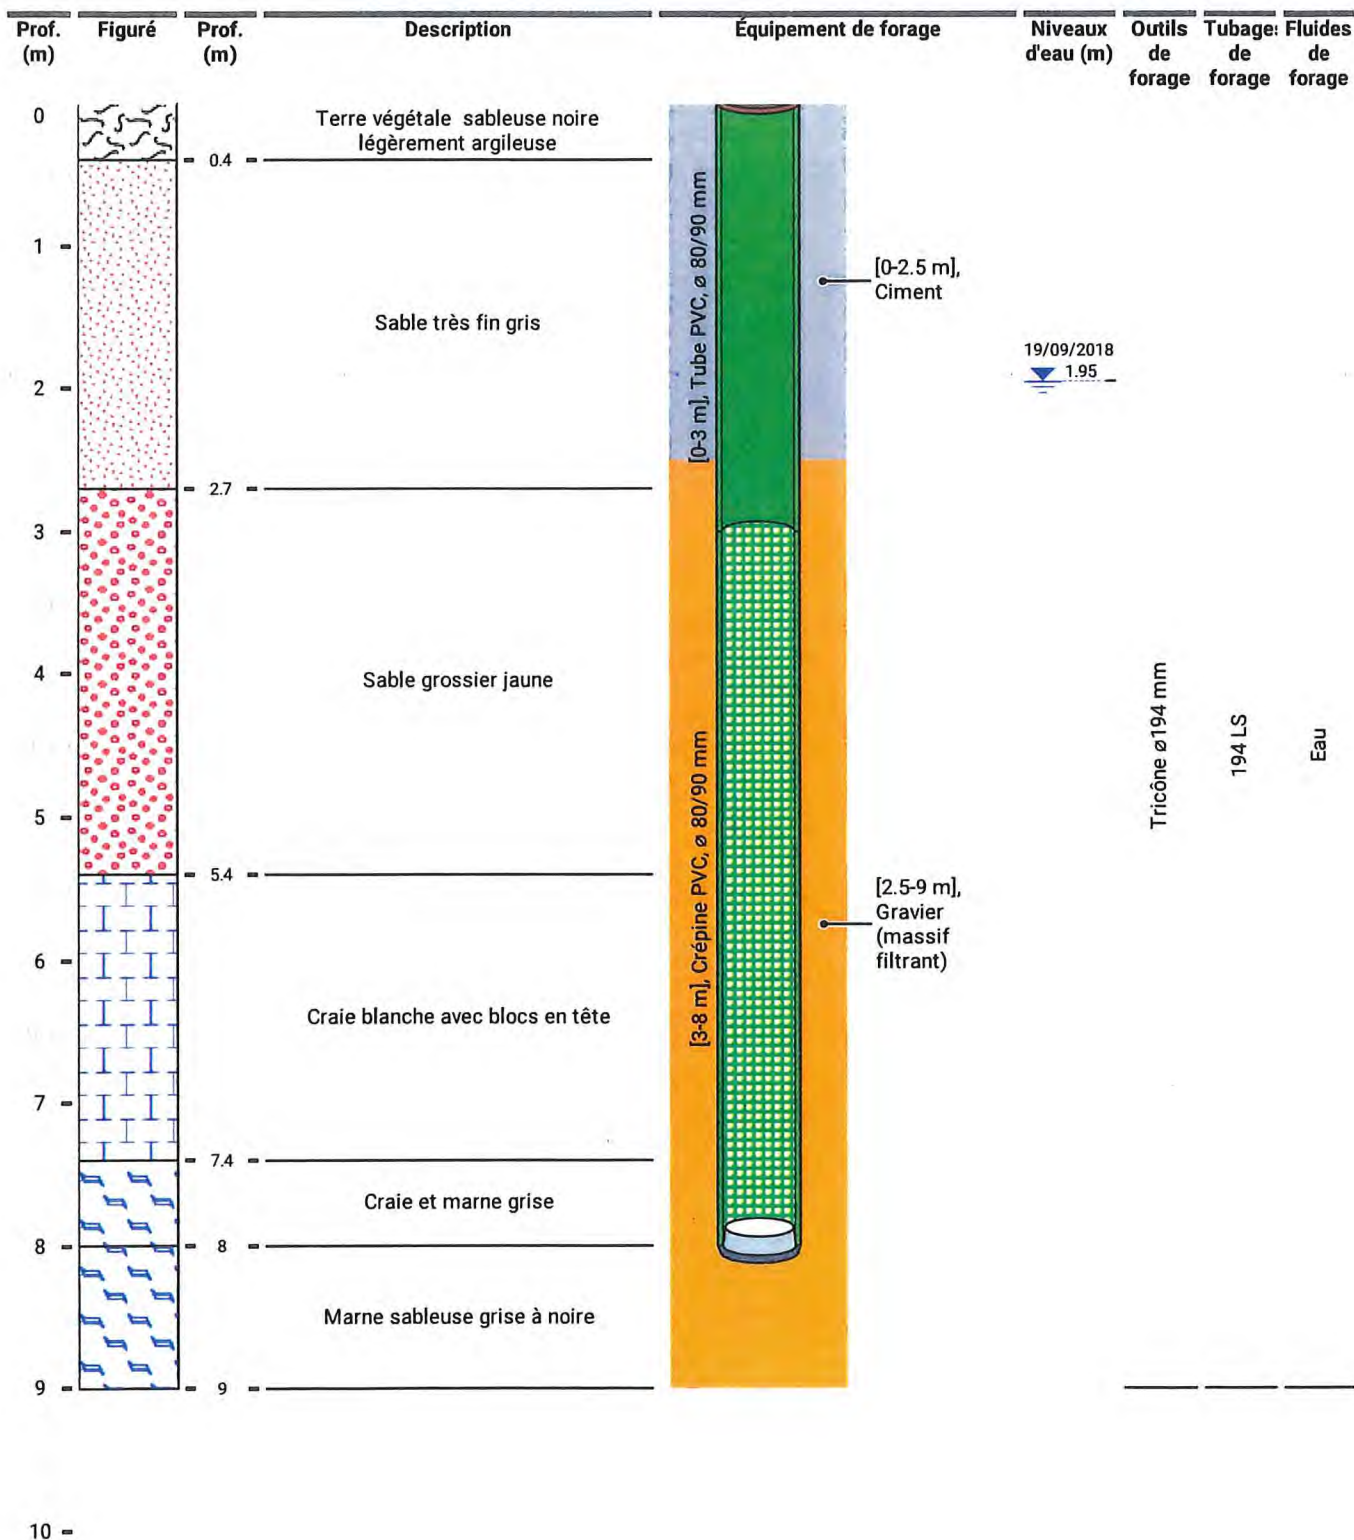 Prof.
(m)
Figuré
Prof.
(m)
Description
Équipement de forage
Niveaux
d'eau (m)
Outils
de
forage
Tubages
de
forage
Fluides
de
forage
0
Terre végétale sableuse noire
légèrement argileuse
0.4
1
[0-3 m], Tube PVC, ø 80/90 mm
[0-2.5 m],
Ciment
Sable très fin gris
19/09/2018
1.95
2
2.7
3
4
Sable grossier jaune
Tricône ø194 mm
194 LS
Eau
5
5.4
[3-8 m], Crépine PVC, ø 80/90 mm
[2.5-9 m],
Gravier
(massif
filtrant)
6
Craie blanche avec blocs en tête
7
7.4
Craie et marne grise
8
8
Marne sableuse grise à noire
9
9
10